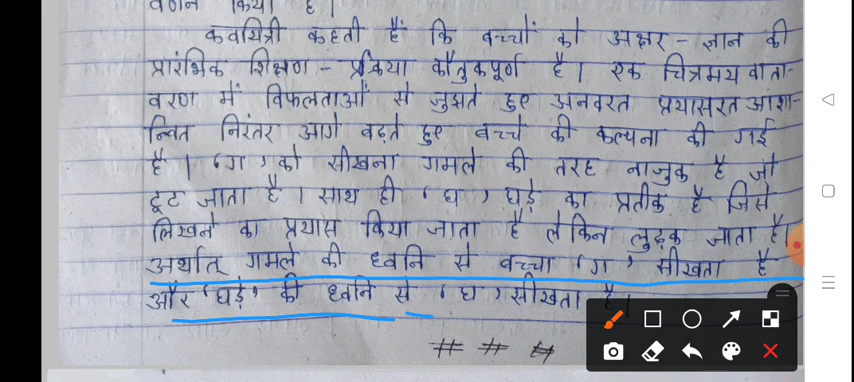 वर्णन किया है।
कवयित्री कहती हैं कि बच्चों को अक्षर - ज्ञान की
प्रारंभिक शिक्षण - प्रक्रिया कौतुकपूर्ण है। एक चित्रमय वाता-
वरण में विफलताओं से जुझते हुए अनवरत प्रयासरत आशा-
न्वित निरंतर आगे बढ़ते हुए बच्चे की कल्पना की गई
है। 'ग' को सीखना गमले की तरह नाजुक है जो
टूट जाता है। साथ ही 'घ' घड़े का प्रतीक है जिसे
लिखने का प्रयास किया जाता है लेकिन लुढ़क जाता है।
अर्थात् गमले की ध्वनि से बच्चा 'ग' सीखता है
और 'घड़े' की ध्वनि से 'घ' सीखता है।
# # #